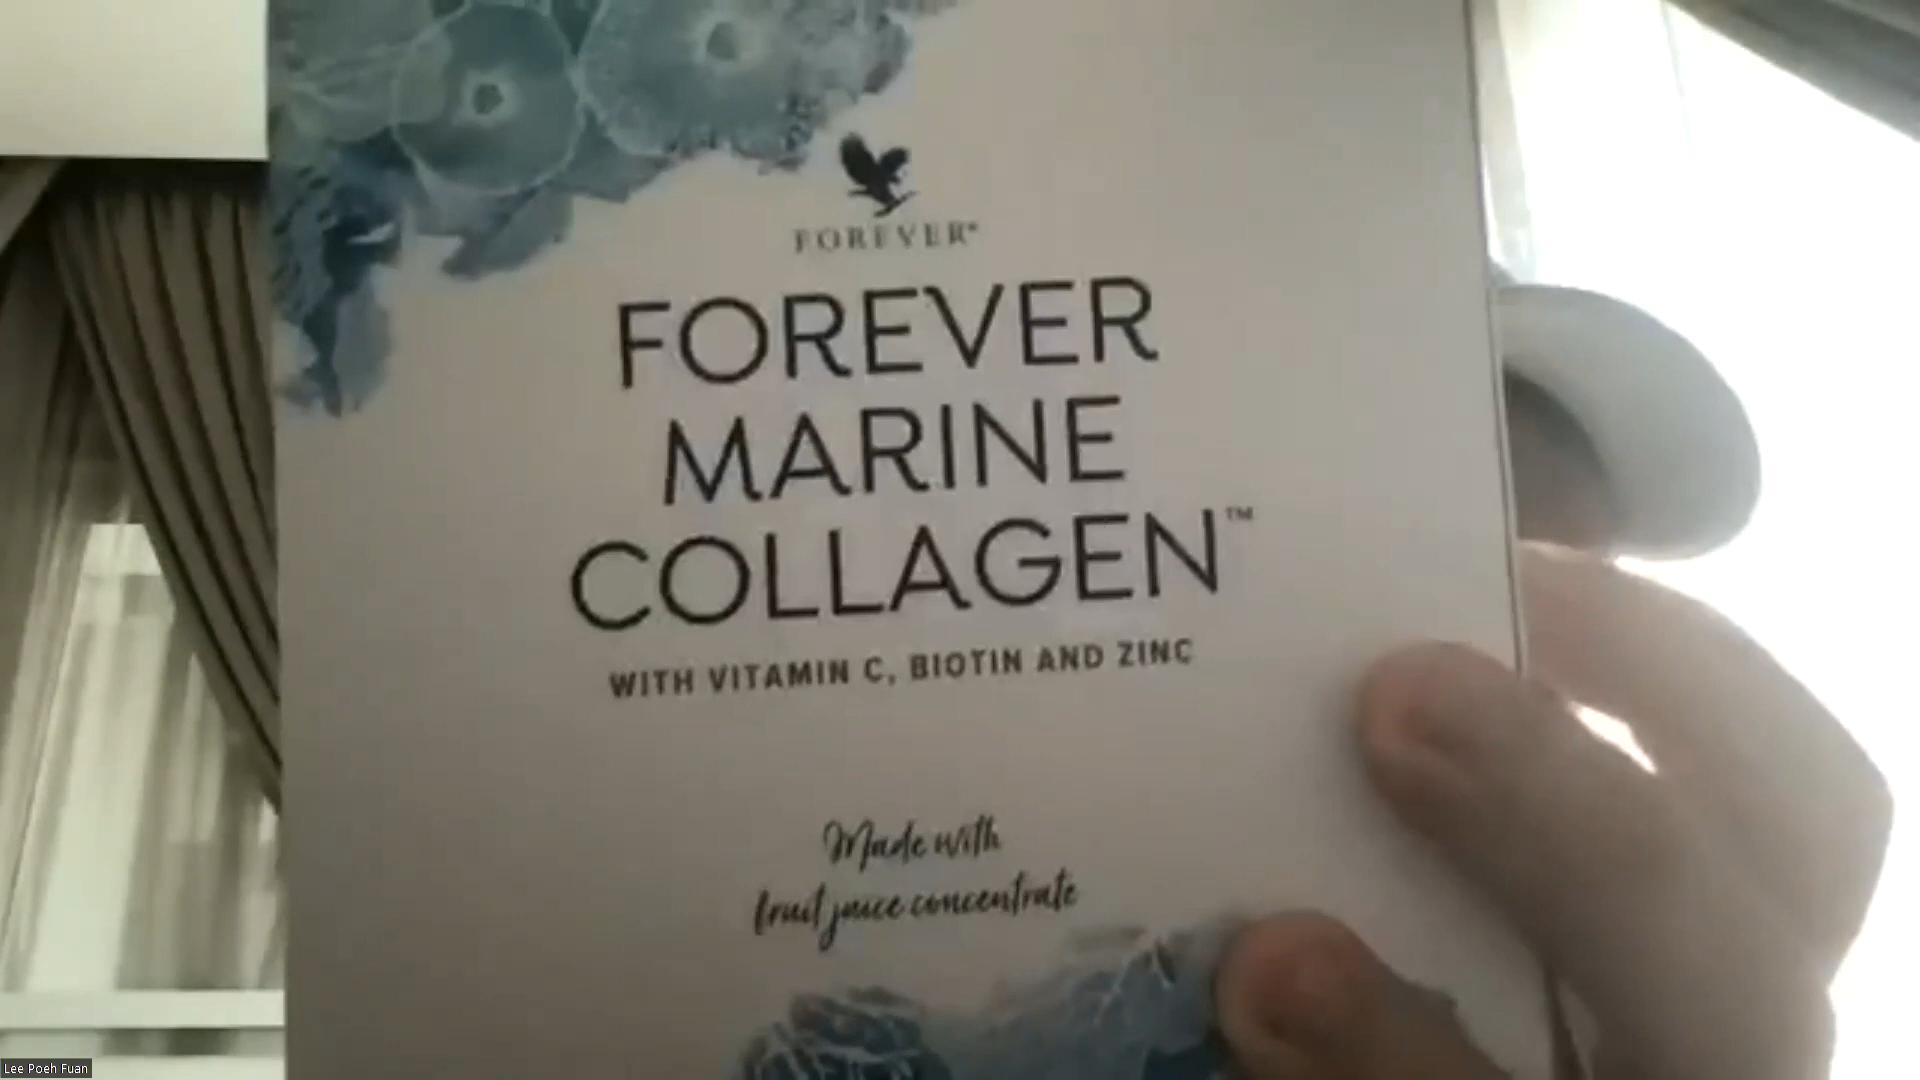 FOREVER®
FOREVER
MARINE
COLLAGEN™
WITH VITAMIN C, BIOTIN AND ZINC
Made with
fruit juice concentrate
Lee Poeh Fuan